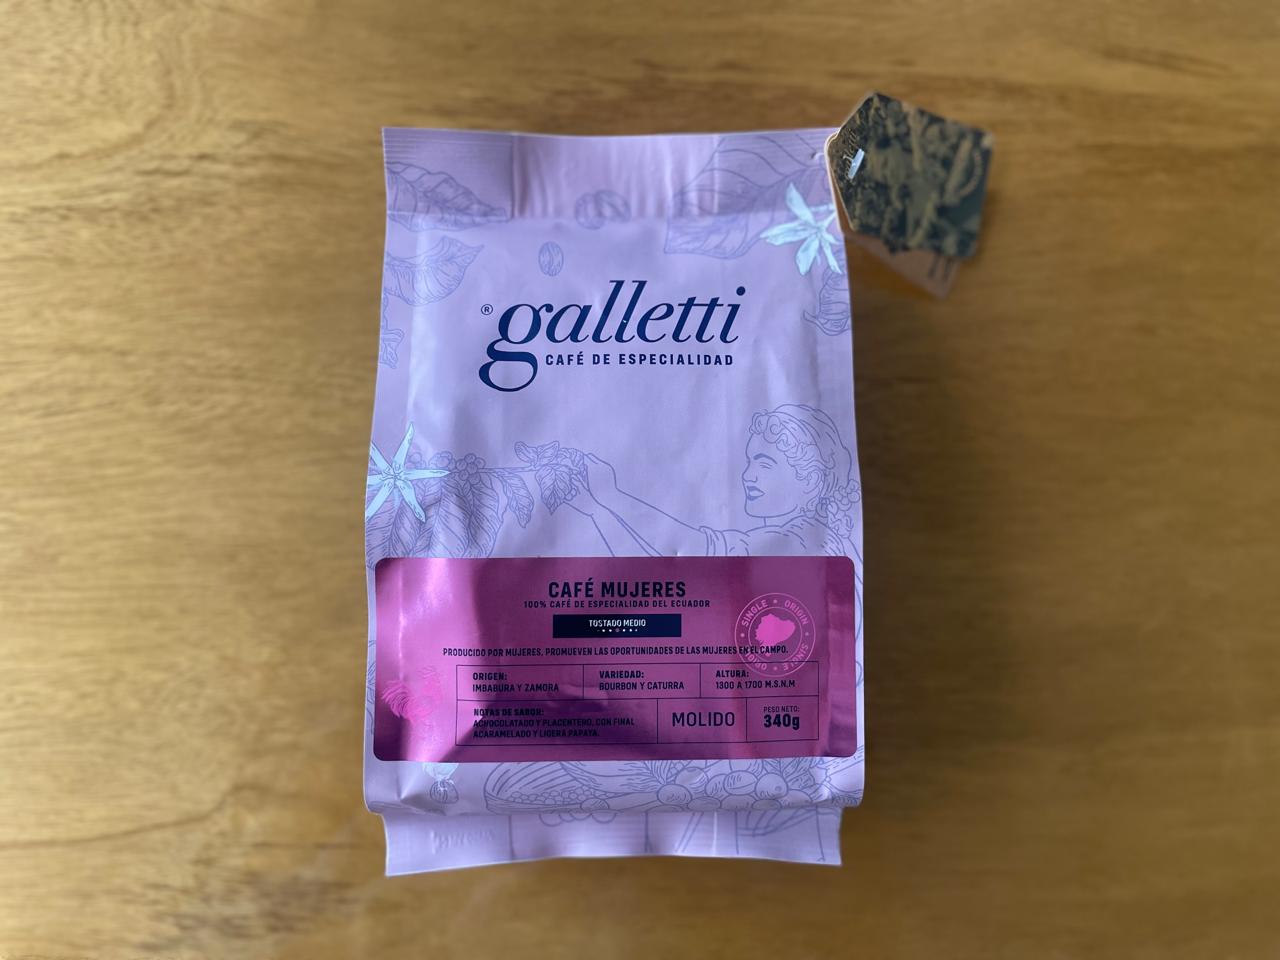 ® galletti
CAFÉ DE ESPECIALIDAD
CAFÉ MUJERES
100% CAFÉ DE ESPECIALIDAD DEL ECUADOR
TOSTADO MEDIO
SINGLE ORIGIN
SINGLE ORIGIN
PRODUCIDO POR MUJERES, PROMUEVEN LAS OPORTUNIDADES DE LAS MUJERES EN EL CAMPO.
ORIGEN:
IMBABURA Y ZAMORA
VARIEDAD:
BOURBON Y CATURRA
ALTURA:
1300 A 1700 M.S.N.M
NOTAS DE SABOR:
ACHOCOLATADO Y PLACENTERO, CON FINAL
ACARAMELADO Y LIGERA PAPAYA.
MOLIDO
PESO NETO:
340g